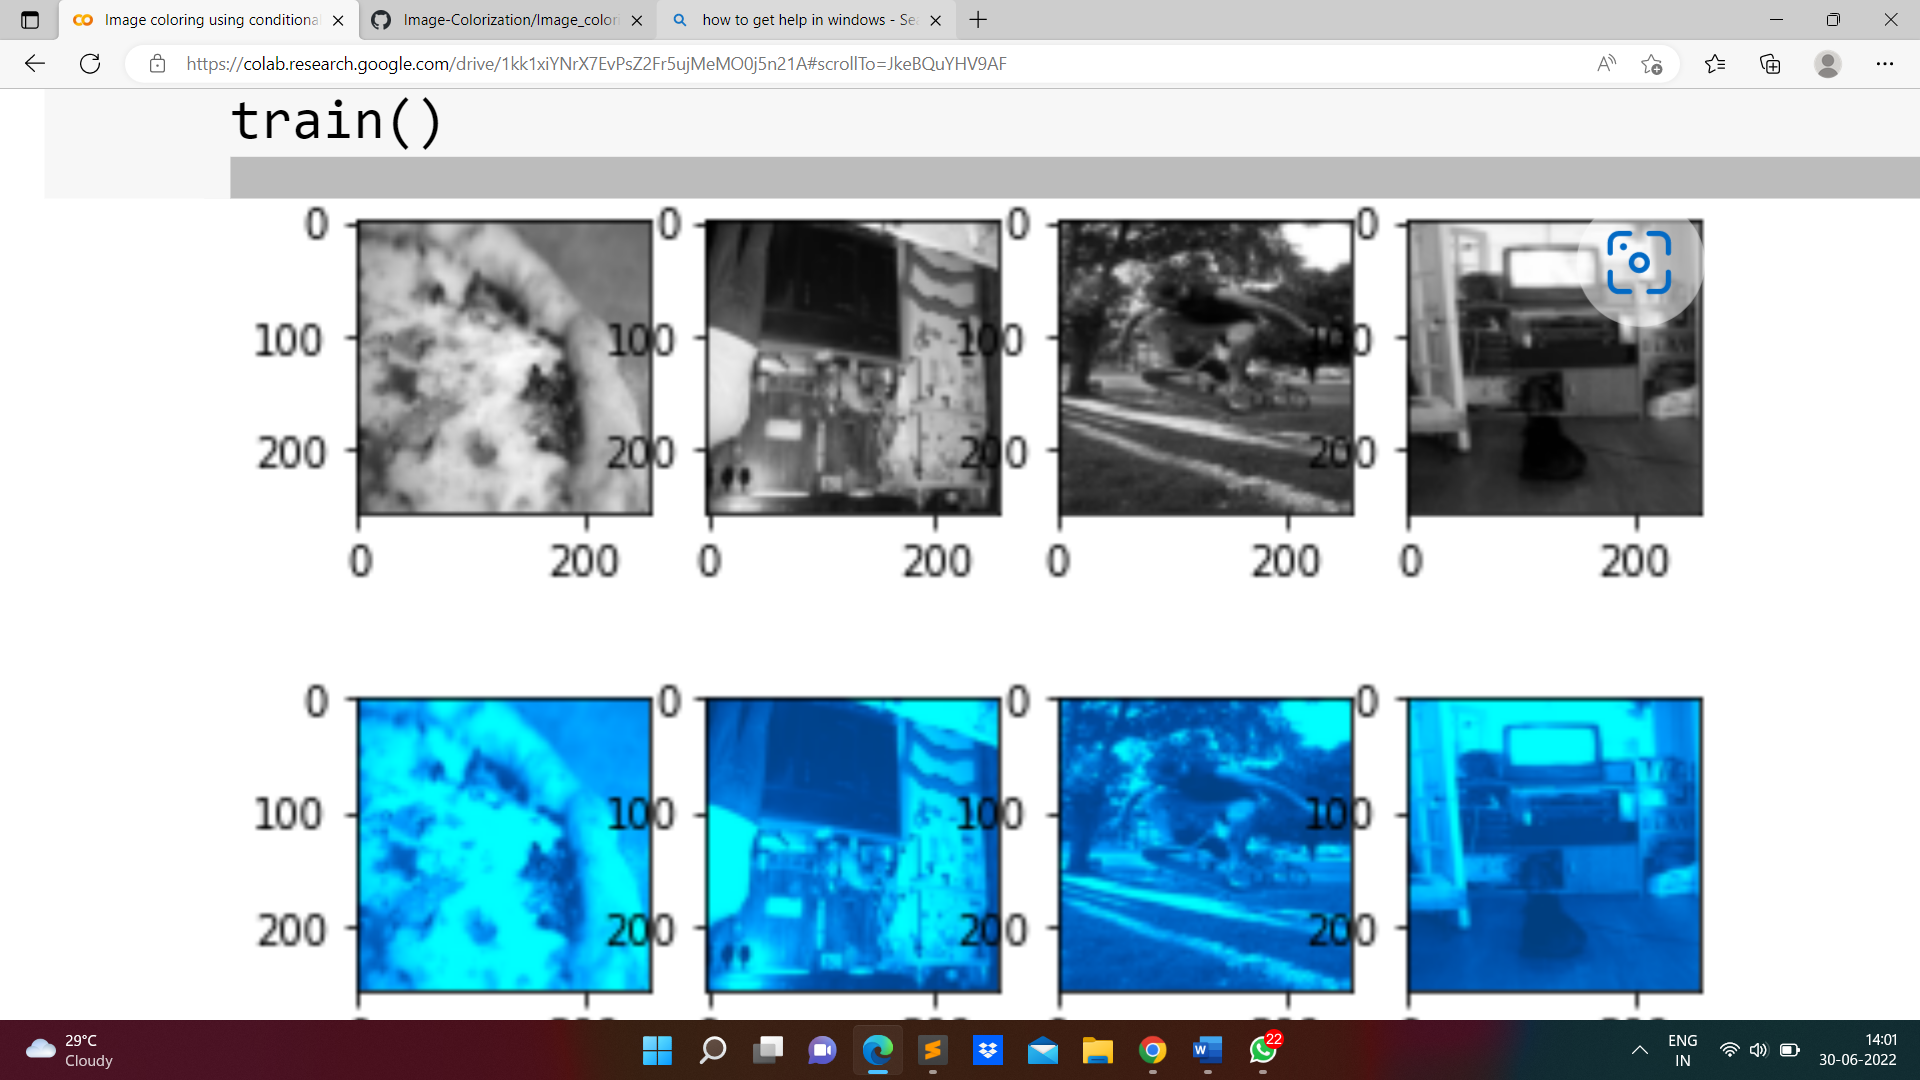 Image coloring using conditiona
Image-Colorization/Image_color
how to get help in windows - Se
https://colab.research.google.com/drive/1kk1xiYNrX7EvPsZ2Fr5ujMeMO0j5n21A#scrollTo=JkeBQuYHV9AF
train()
0 0 0 0
100 100 100 100
200 200 200 200
0 200 0 200 0 200 0 200
0 0 0 0
100 100 100 100
200 200 200 200
29°C
Cloudy
22
ENG
IN
14:01
30-06-2022